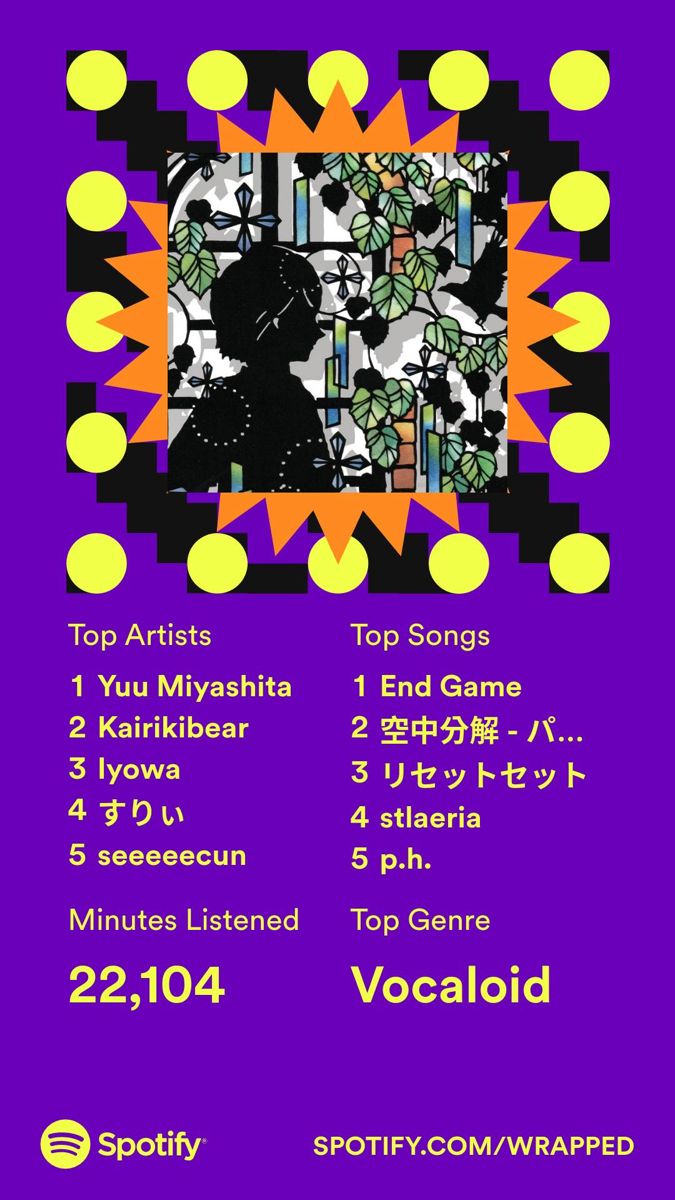 Top Artists
1 Yuu Miyashita
2 Kairikibear
3 Iyowa
4 すりぃ
5 seeeeecun
Top Songs
1 End Game
2 空中分解 - パ...
3 リセットセット
4 stlaeria
5 p.h.
Minutes Listened
22,104
Top Genre
Vocaloid
Spotify®
SPOTIFY.COM/WRAPPED